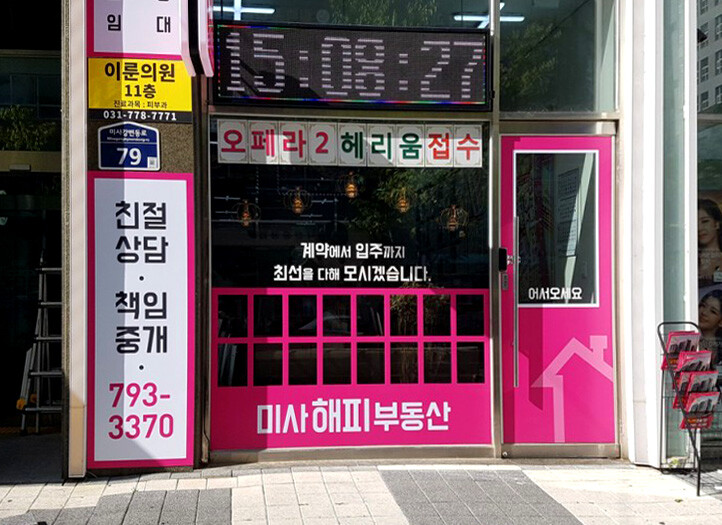 임대
이룬의원
11층
진료과목 : 피부과
031-778-7771
미사강변동로
79
친절
상담
·
책임
중개
793-
3370
15:08:27
오페라2헤리움접수
계약에서 입주까지
최선을 다해 모시겠습니다.
미사해피부동산
어서오세요